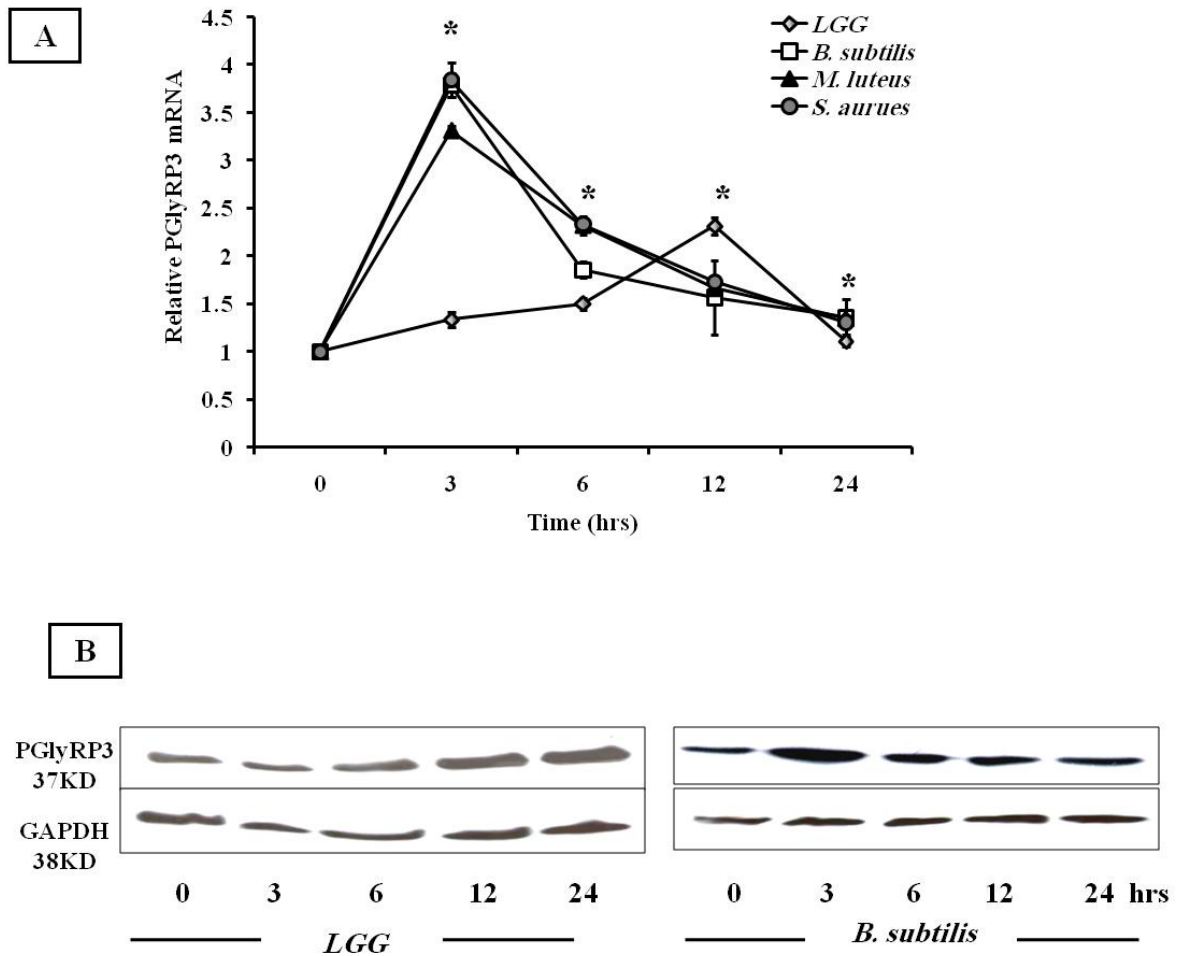 A
Relative PGlyRP3 mRNA
4.5
4
3.5
3
2.5
2
1.5
1
0.5
0
* * * *
LGG
B. subtilis
M. luteus
S. aurues
0 3 6 12 24
Time (hrs)
B
PGlyRP3
37KD
GAPDH
38KD
0 3 6 12 24 0 3 6 12 24 hrs
LGG B. subtilis